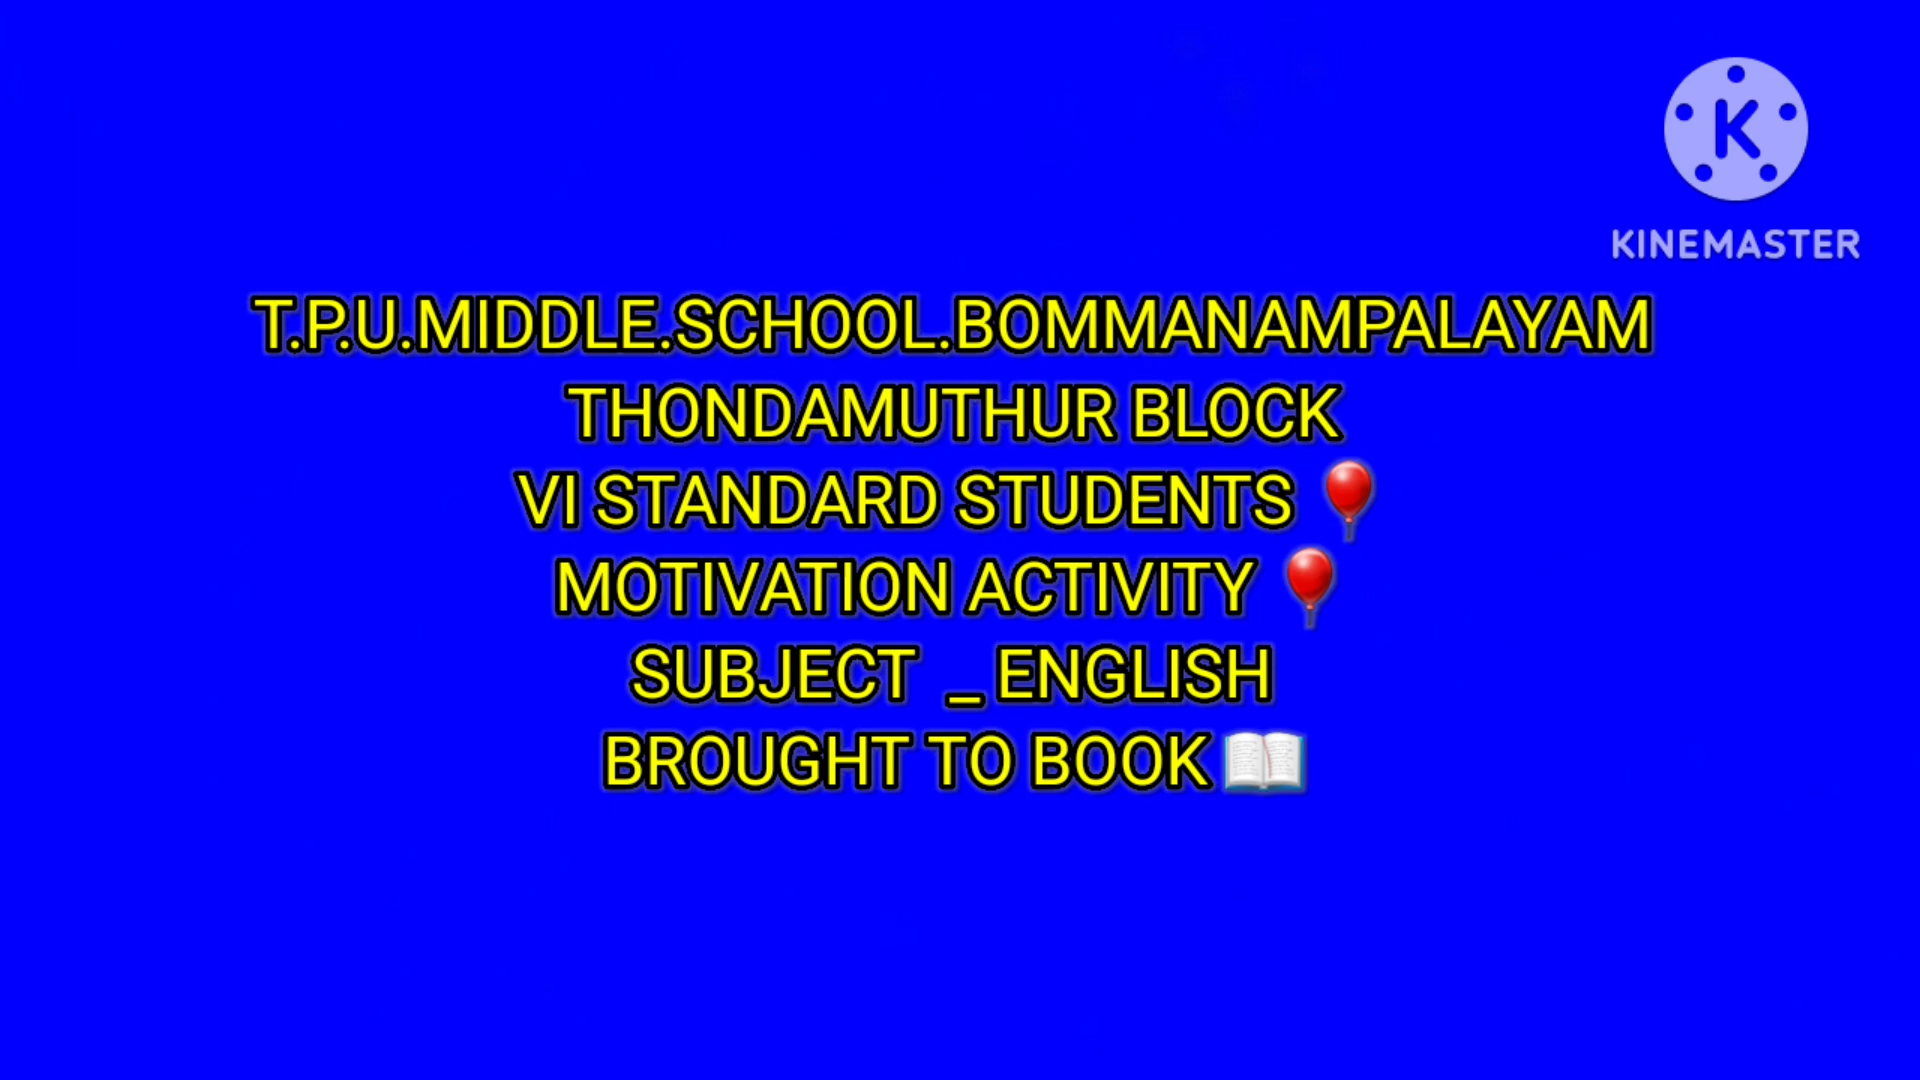 K
KINEMASTER
T.P.U.MIDDLE.SCHOOL.BOMMANAMPALAYAM
THONDAMUTHUR BLOCK
VI STANDARD STUDENTS 🎈
MOTIVATION ACTIVITY 🎈
SUBJECT _ ENGLISH
BROUGHT TO BOOK 📖